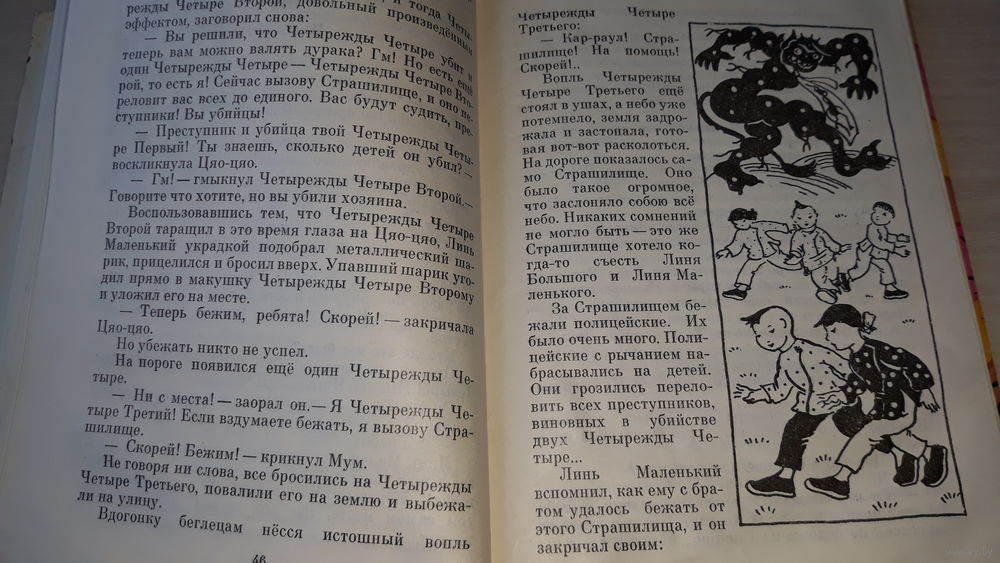 и тогда Четы-
режды Четыре Второй, довольный произведённым
эффектом, заговорил снова:
— Вы решили, что Четырежды Четыре убит и
теперь вам можно валять дурака? Гм! Но есть ещё
один Четырежды Четыре — Четырежды Четыре Вто-
рой, то есть я! Сейчас вызову Страшилище, и оно пе-
реловит вас всех до единого. Вас будут судить, пре-
ступники! Вы убийцы!
— Преступник и убийца твой Четырежды Четы-
ре Первый! Ты знаешь, сколько детей он убил? —
воскликнула Цяо-цяо.
— Гм! — гмыкнул Четырежды Четыре Второй.—
Говорите что хотите, но вы убили хозяина.
Воспользовавшись тем, что Четырежды Четыре
Второй таращил в это время глаза на Цяо-цяо, Линь
Маленький украдкой подобрал металлический ша-
рик, прицелился и бросил вверх. Упавший шарик уго-
дил прямо в макушку Четырежды Четыре Второму
и уложил его на месте.
— Теперь бежим, ребята! Скорей! — закричала
Цяо-цяо.
Но убежать никто не успел.
На пороге появился ещё один Четырежды Че-
тыре.
— Ни с места! — заорал он.— Я Четырежды Че-
тыре Третий! Если вздумаете бежать, я вызову Стра-
шилище.
— Скорей! Бежим! — крикнул Мум.
Не говоря ни слова, все бросились на Четырежды
Четыре Третьего, повалили его на землю и выбежа-
ли на улицу.
Вдогонку беглецам нёсся истошный вопль
46
Четырежды Четыре
Третьего:
— Кар-раул! Стра-
шилище! На помощь!
Скорей!..
Вопль Четырежды
Четыре Третьего ещё
стоял в ушах, а небо уже
потемнело, земля задро-
жала и застонала, гото-
вая вот-вот расколоться.
На дороге показалось са-
мо Страшилище. Оно
было такое огромное,
что заслоняло собою всё
небо. Никаких сомнений
не могло быть — это же
Страшилище хотело ко-
гда-то съесть Линя
Большого и Линя Ма-
ленького.
За Страшилищем бе-
жали полицейские. Их
было очень много. Поли-
цейские с рычанием на-
брасывались на детей.
Они грозились перело-
вить всех преступников,
виновных в убийстве
двух Четырежды Че-
тыре...
Линь Маленький
вспомнил, как ему с бра-
том удалось бежать от
этого Страшилища, и он
закричал своим: